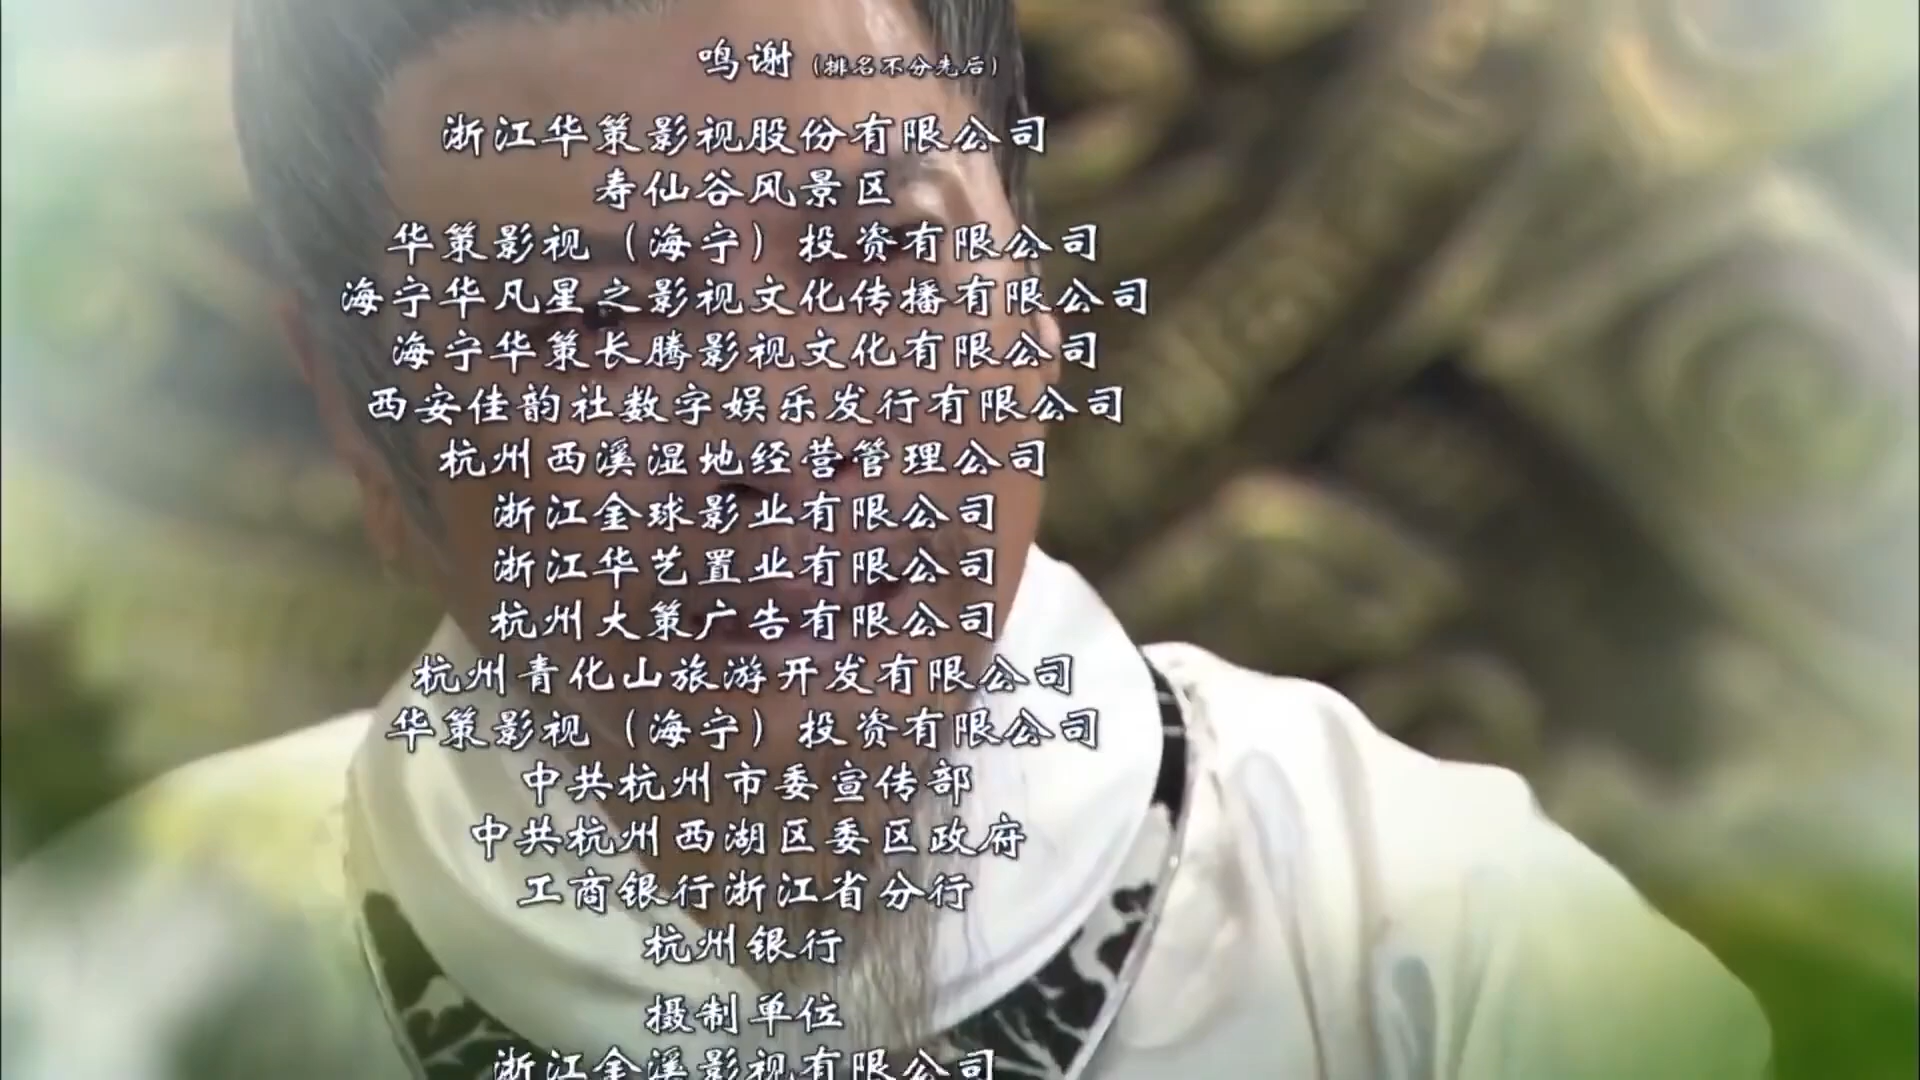 鸣谢（排名不分先后）
浙江华策影视股份有限公司
寿仙谷风景区
华策影视（海宁）投资有限公司
海宁华凡星之影视文化传播有限公司
海宁华策长腾影视文化有限公司
西安佳韵社数字娱乐发行有限公司
杭州西溪湿地经营管理公司
浙江金球影业有限公司
浙江华艺置业有限公司
杭州大策广告有限公司
杭州青化山旅游开发有限公司
华策影视（海宁）投资有限公司
中共杭州市委宣传部
中共杭州西湖区委区政府
工商银行浙江省分行
杭州银行
摄制单位
浙江金溪影视有限公司